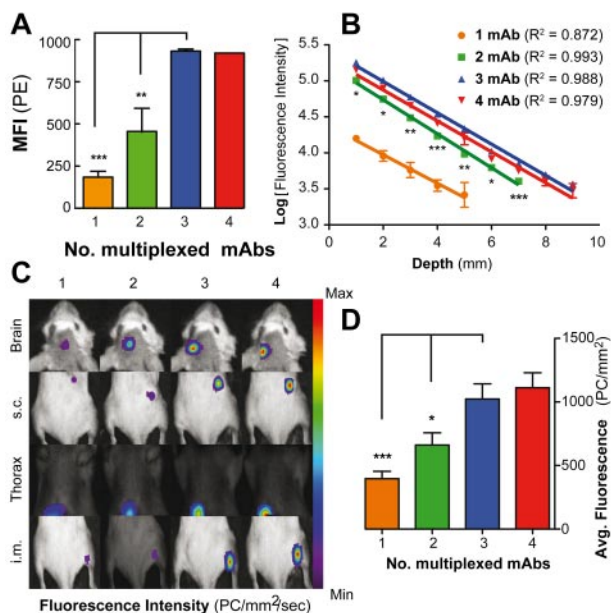 A
MFI (PE)
1000
750
500
250
0
***
**
1 2 3 4
No. multiplexed mAbs
B
Log [Fluorescence Intensity]
5.5
5.0
4.5
4.0
3.5
3.0
1 mAb (R² = 0.872)
2 mAb (R² = 0.993)
3 mAb (R² = 0.988)
4 mAb (R² = 0.979)
* * ** *** ** * ***
0 2 4 6 8 10
Depth (mm)
C
1 2 3 4
Brain
s.c.
Thorax
i.m.
Max
Min
Fluorescence Intensity (PC/mm²/sec)
D
***
*
1500
1000
500
0
Avg. Fluorescence (PC/mm²)
1 2 3 4
No. multiplexed mAbs